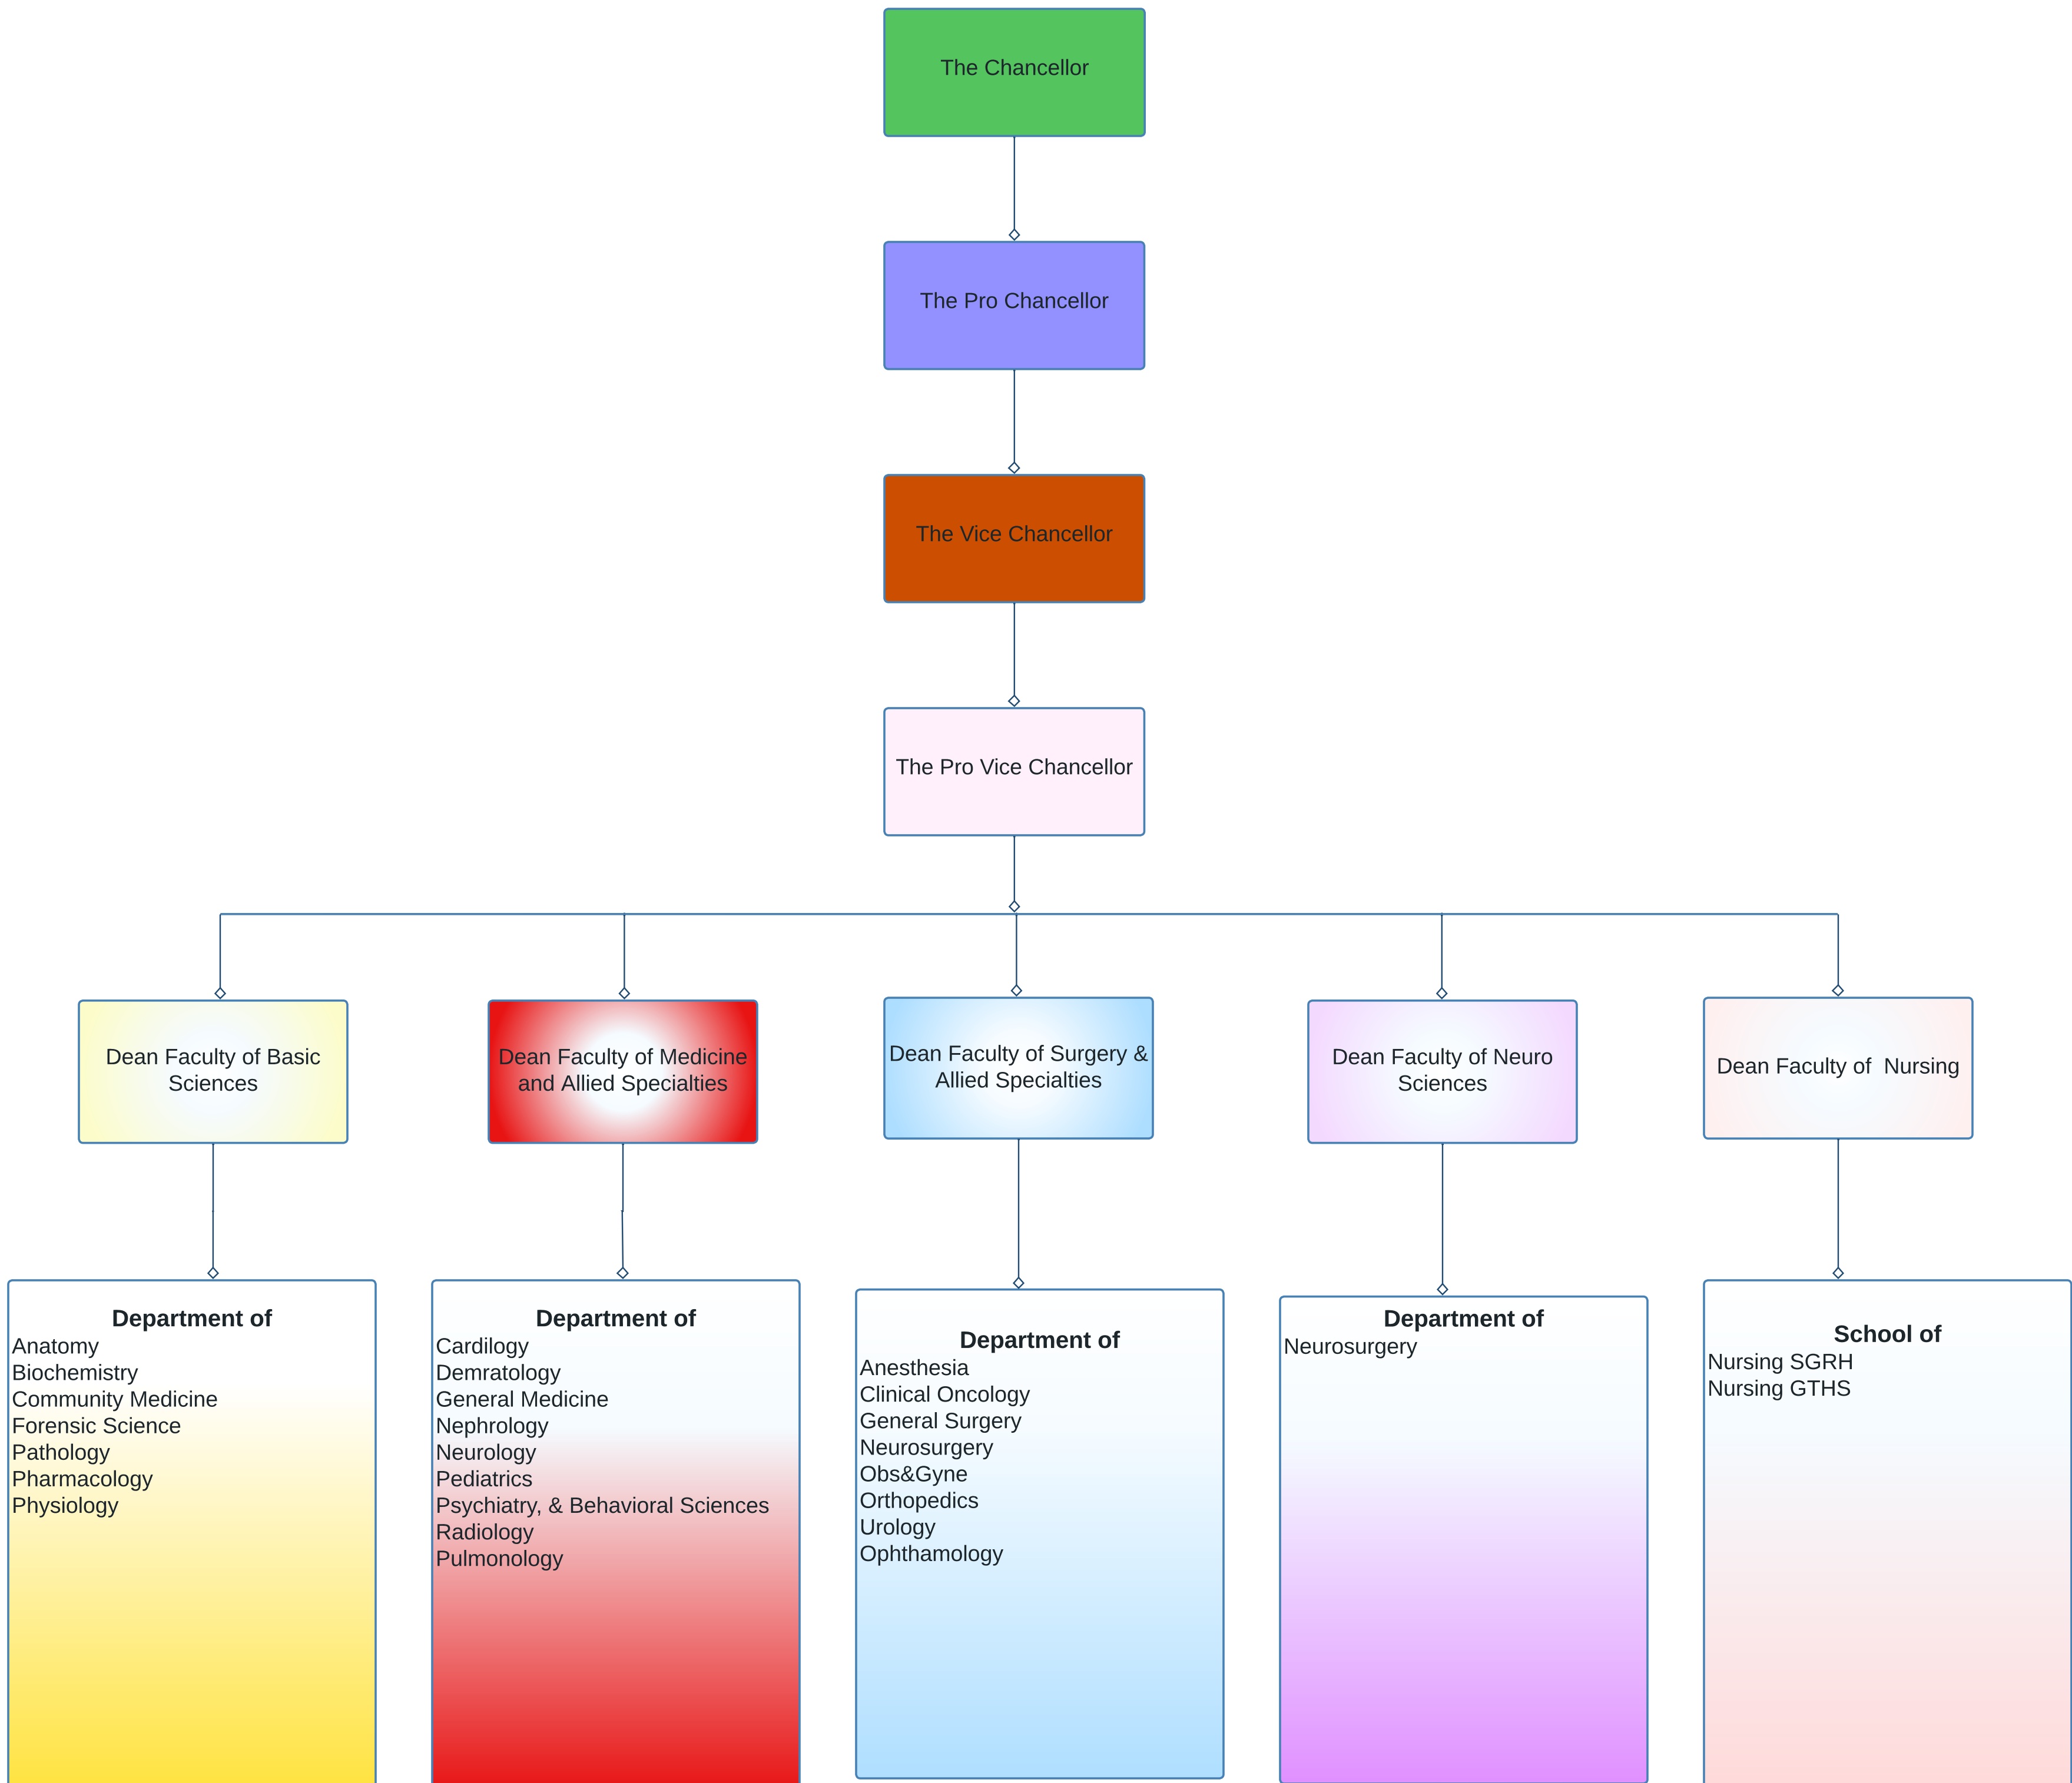 The Chancellor
The Pro Chancellor
The Vice Chancellor
The Pro Vice Chancellor
Dean Faculty of Basic
Sciences
Dean Faculty of Medicine
and Allied Specialties
Dean Faculty of Surgery &
Allied Specialties
Dean Faculty of Neuro
Sciences
Dean Faculty of  Nursing
Department of
Anatomy
Biochemistry
Community Medicine
Forensic Science
Pathology
Pharmacology
Physiology
Department of
Cardilogy
Demratology
General Medicine
Nephrology
Neurology
Pediatrics
Psychiatry, & Behavioral Sciences
Radiology
Pulmonology
Department of
Anesthesia
Clinical Oncology
General Surgery
Neurosurgery
Obs&Gyne
Orthopedics
Urology
Ophthamology
Department of
Neurosurgery
School of
Nursing SGRH
Nursing GTHS